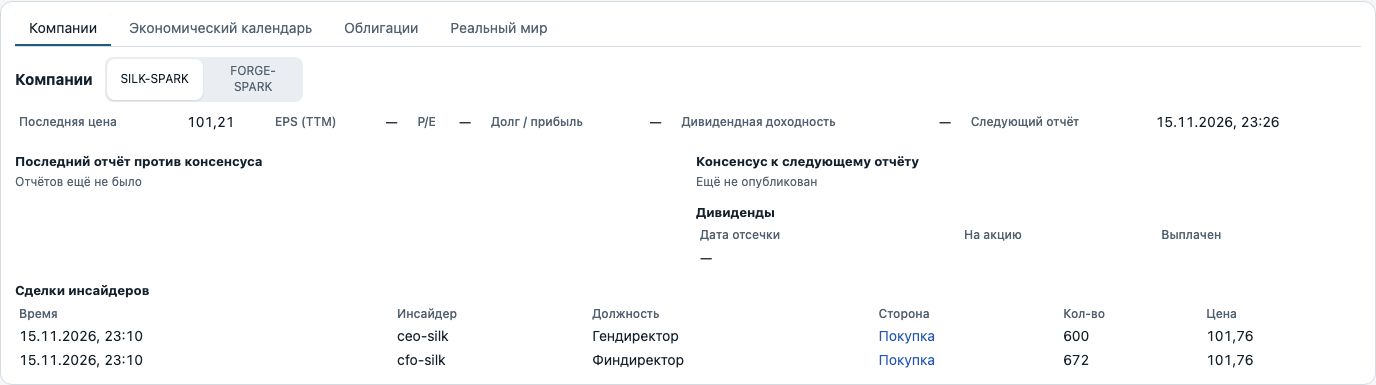 Компании Экономический календарь Облигации Реальный мир
Компании SILK-SPARK FORGE-
SPARK
Последняя цена 101,21 EPS (TTM) — P/E — Долг / прибыль — Дивидендная доходность — Следующий отчёт 15.11.2026, 23:26
Последний отчёт против консенсуса
Отчётов ещё не было
Консенсус к следующему отчёту
Ещё не опубликован
Дивиденды
Дата отсечки На акцию Выплачен
—
Сделки инсайдеров
Время Инсайдер Должность Сторона Кол-во Цена
15.11.2026, 23:10 ceo-silk Гендиректор Покупка 600 101,76
15.11.2026, 23:10 cfo-silk Финдиректор Покупка 672 101,76